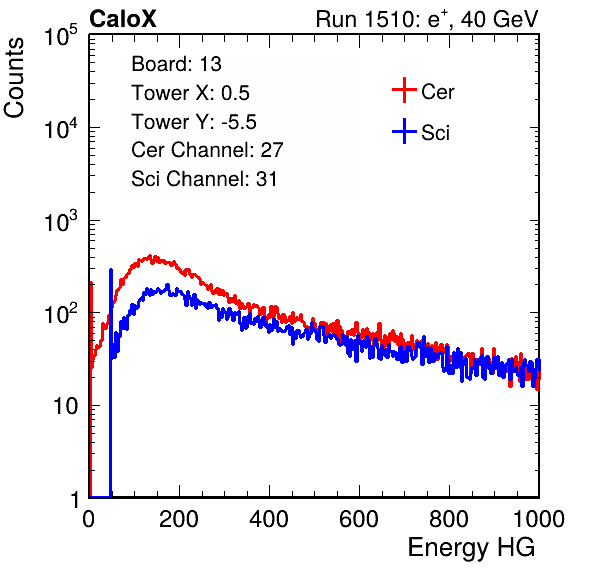 CaloX Run 1510: e+, 40 GeV
Counts
Board: 13
Tower X: 0.5
Tower Y: -5.5
Cer Channel: 27
Sci Channel: 31
Cer
Sci
10^5
10^4
10^3
10^2
10
1
0 200 400 600 800 1000
Energy HG